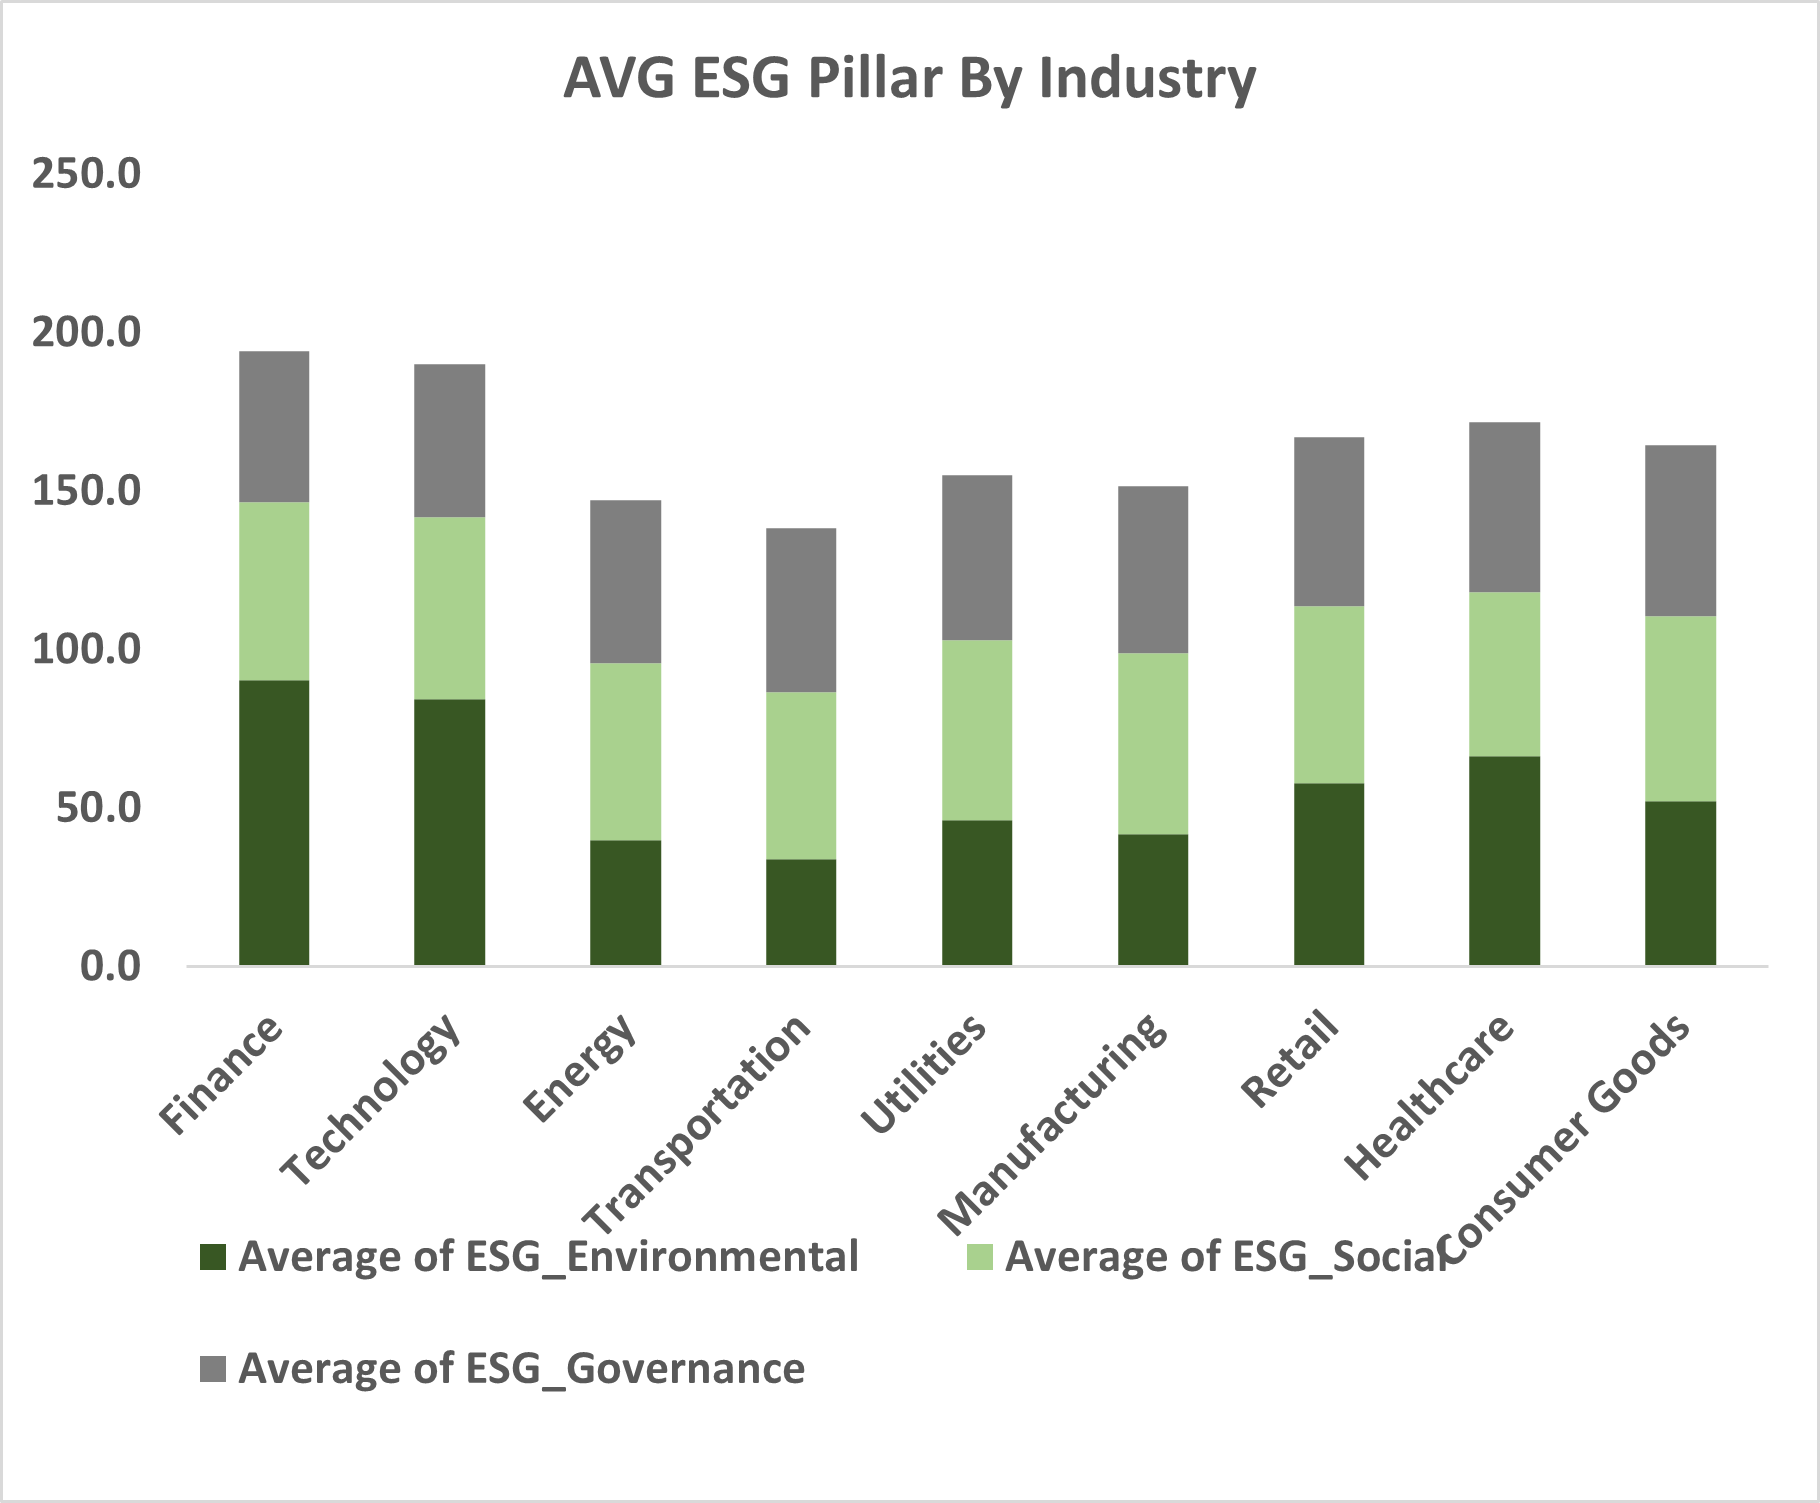 AVG ESG Pillar By Industry
250.0
200.0
150.0
100.0
50.0
0.0
Finance
Technology
Energy
Transportation
Utilities
Manufacturing
Retail
Healthcare
Consumer Goods
Average of ESG_Environmental
Average of ESG_Social
Average of ESG_Governance